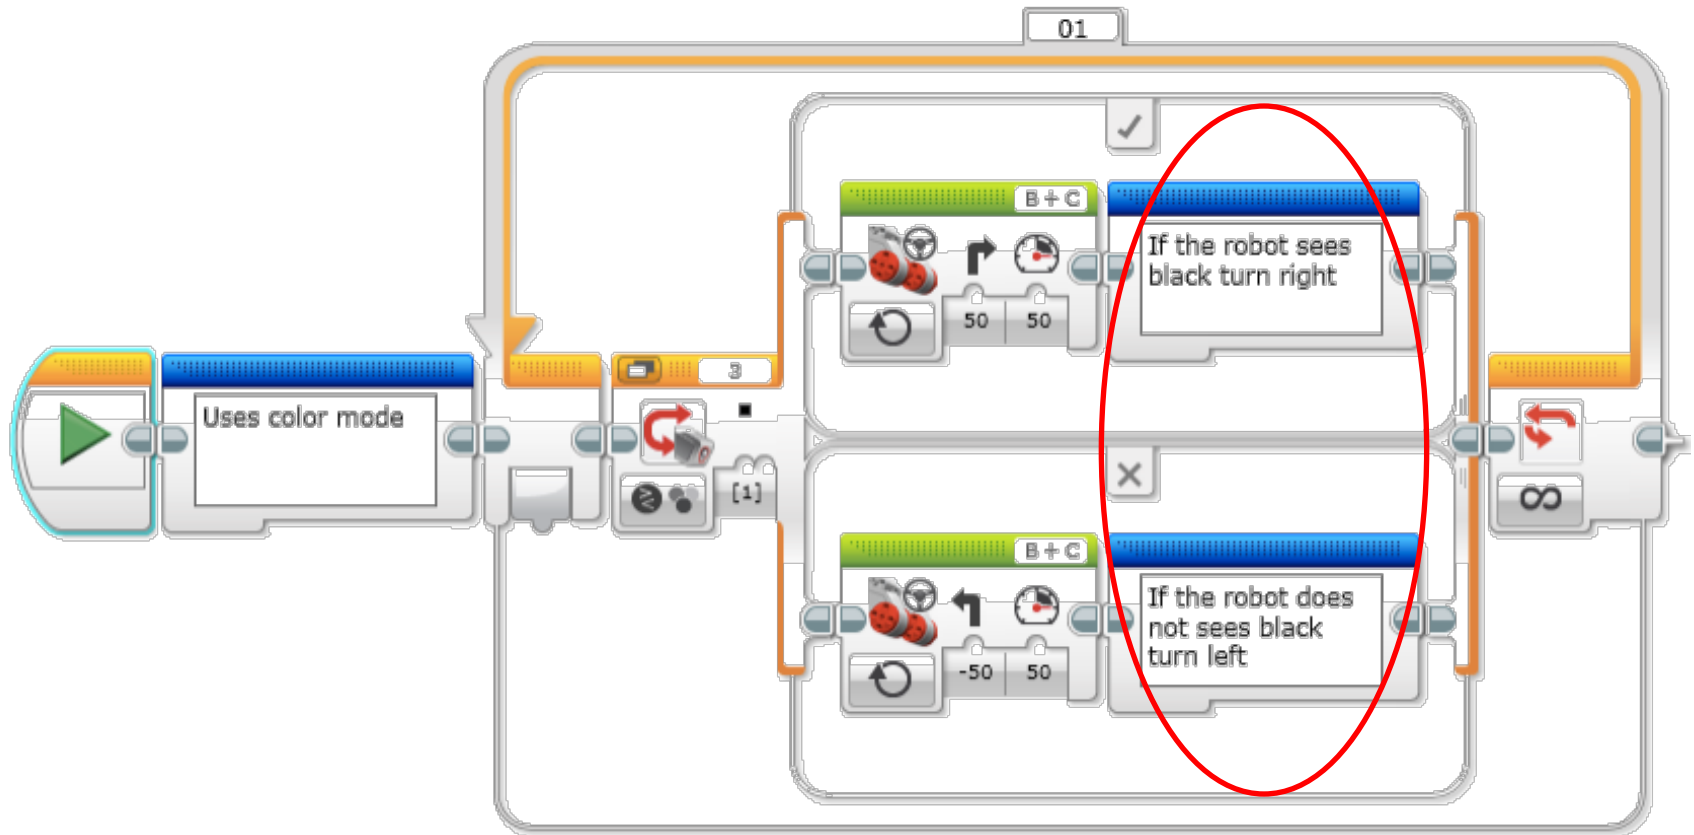 01
B + C
If the robot sees
black turn right
50 50
3
Uses color mode
[1]
B + C
If the robot does
not sees black
turn left
-50 50